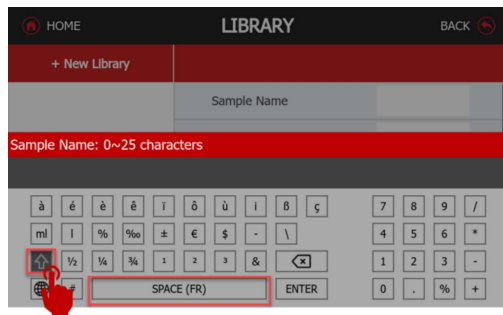 HOME LIBRARY BACK
+ New Library
Sample Name
Sample Name: 0~25 characters
à é è ê ï ô ù i ß ç 7 8 9 /
ml l % ‰ ± € $ - \ 4 5 6 *
½ ¼ ¾ ¹ ² ³ & 1 2 3 -
# SPACE (FR) ENTER 0 . % +